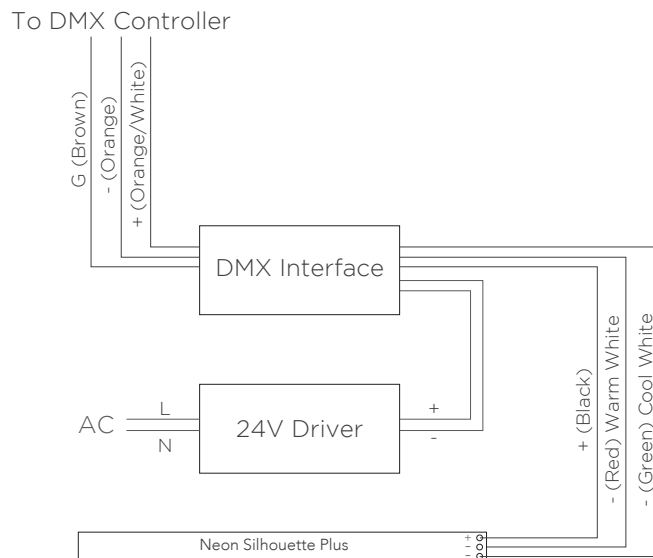 To DMX Controller
G (Brown)
- (Orange)
+ (Orange/White)
DMX Interface
+ (Black)
- (Red) Warm White
- (Green) Cool White
AC
L
N
24V Driver
+
-
Neon Silhouette Plus
+
-
-